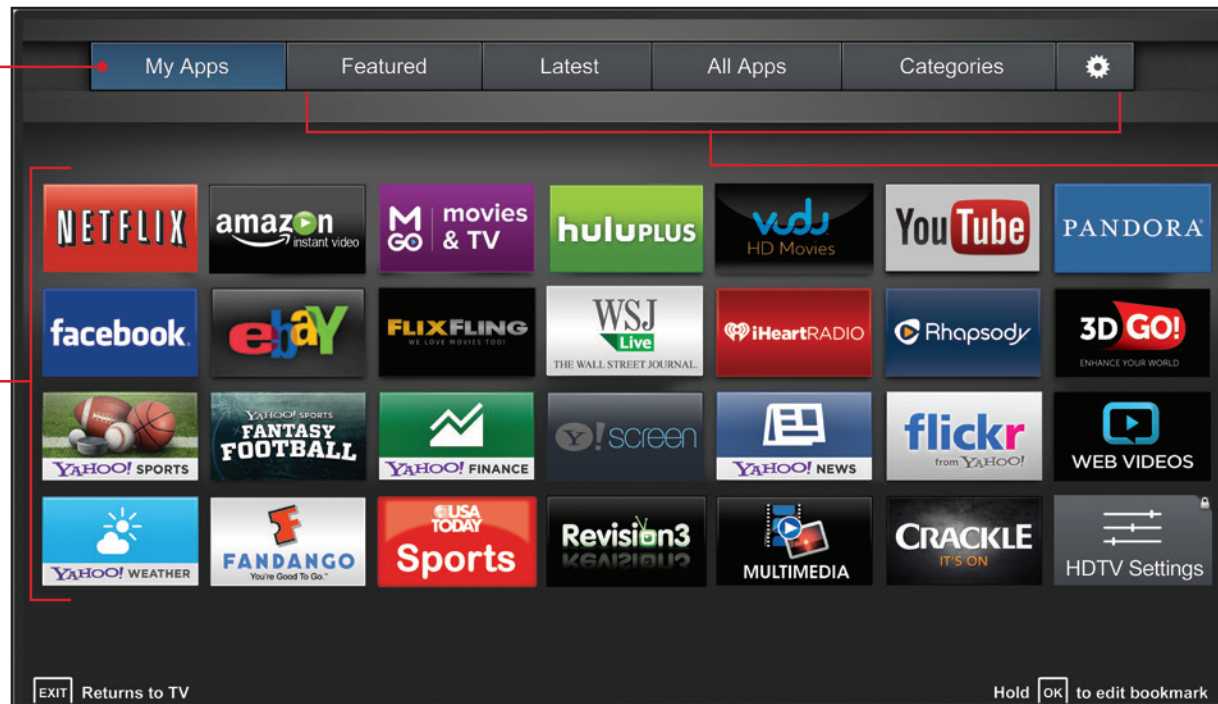 My Apps Featured Latest All Apps Categories
NETFLIX
amazon
instant video
M
GO
movies
& TV
huluPLUS
vudu
HD Movies
YouTube
PANDORA®
facebook.
ebaY
FLIXFLING
WE LOVE MOVIES TOO!
WSJ
Live
THE WALL STREET JOURNAL.
iHeartRADIO
Rhapsody
3D GO!
ENHANCE YOUR WORLD
YAHOO! SPORTS
YAHOO! SPORTS
FANTASY
FOOTBALL
YAHOO! FINANCE
Y! screen
YAHOO! NEWS
flickr
from YAHOO!
WEB VIDEOS
YAHOO! WEATHER
FANDANGO
You're Good To Go.™
USA
TODAY
Sports
Revision3
MULTIMEDIA
CRACKLE
IT'S ON
HDTV Settings
EXIT Returns to TV
Hold OK to edit bookmark